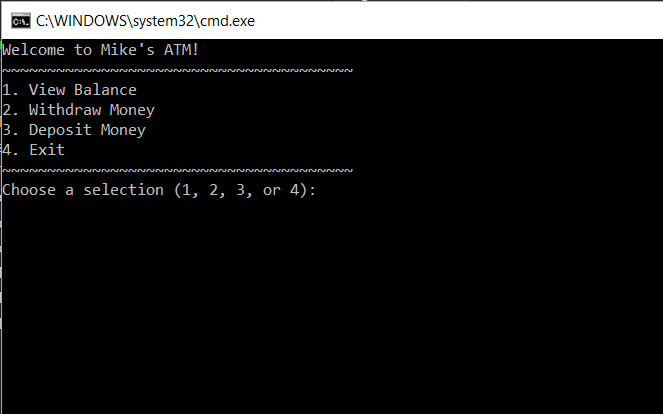 C:\WINDOWS\system32\cmd.exe
Welcome to Mike's ATM!
~~~~~~~~~~~~~~~~~~~~~~~~~~~~~~~~~~~~~~~
1. View Balance
2. Withdraw Money
3. Deposit Money
4. Exit
~~~~~~~~~~~~~~~~~~~~~~~~~~~~~~~~~~~~~~~
Choose a selection (1, 2, 3, or 4):